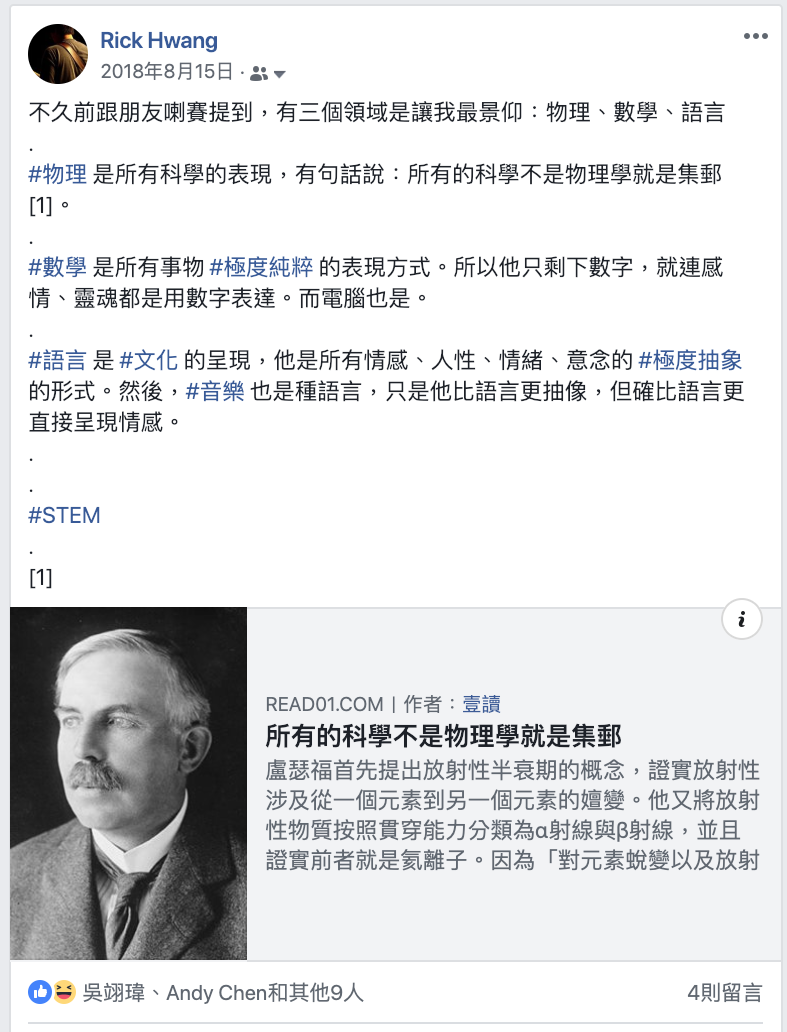 Rick Hwang
2018年8月15日 ·
不久前跟朋友喇賽提到，有三個領域是讓我最景仰：物理、數學、語言
.
#物理 是所有科學的表現，有句話說：所有的科學不是物理學就是集郵
[1]。
.
#數學 是所有事物 #極度純粹 的表現方式。所以他只剩下數字，就連感
情、靈魂都是用數字表達。而電腦也是。
.
#語言 是 #文化 的呈現，他是所有情感、人性、情緒、意念的 #極度抽象
的形式。然後，#音樂 也是種語言，只是他比語言更抽像，但確比語言更
直接呈現情感。
.
.
#STEM
.
[1]
i
READ01.COM | 作者：壹讀
所有的科學不是物理學就是集郵
盧瑟福首先提出放射性半衰期的概念，證實放射性
涉及從一個元素到另一個元素的嬗變。他又將放射
性物質按照貫穿能力分類為α射線與β射線，並且
證實前者就是氦離子。因為「對元素蛻變以及放射
吳翊瑋、Andy Chen和其他9人
4則留言